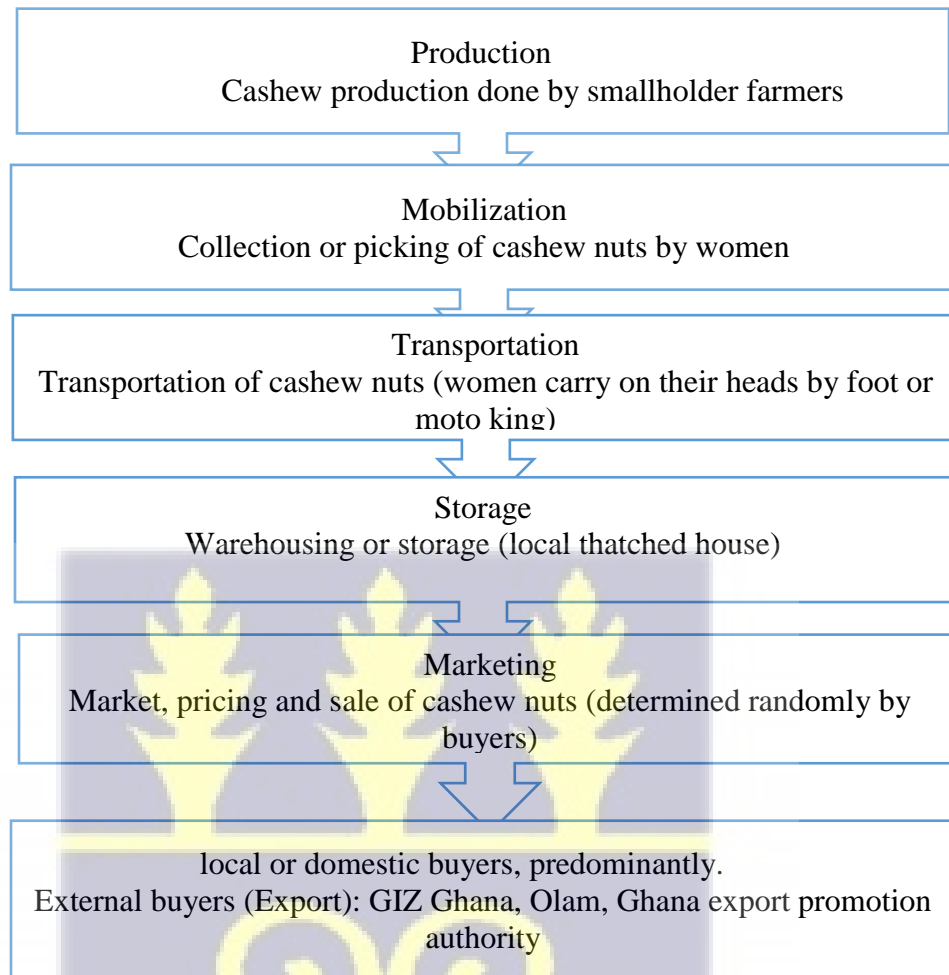 Production
Cashew production done by smallholder farmers
Mobilization
Collection or picking of cashew nuts by women
Transportation
Transportation of cashew nuts (women carry on their heads by foot or
moto king)
Storage
Warehousing or storage (local thatched house)
Marketing
Market, pricing and sale of cashew nuts (determined randomly by
buyers)
local or domestic buyers, predominantly.
External buyers (Export): GIZ Ghana, Olam, Ghana export promotion
authority